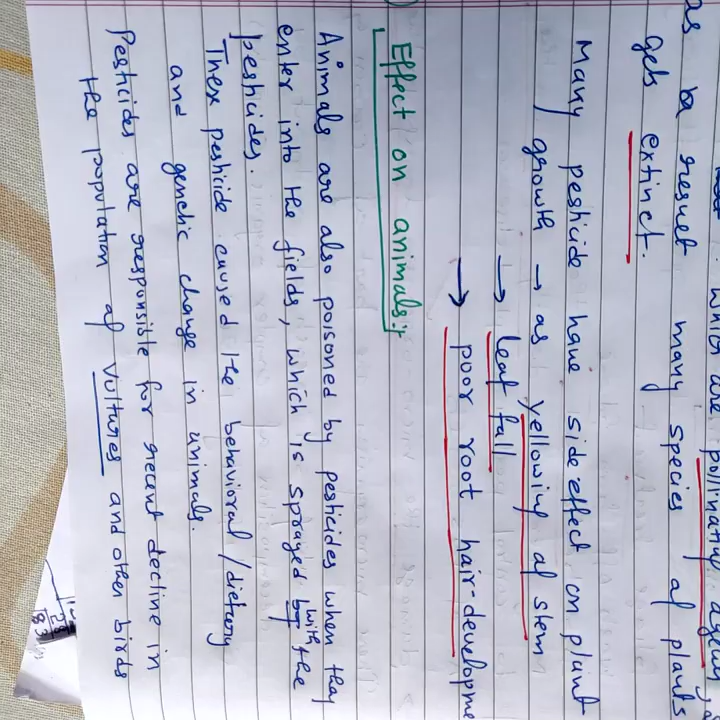 which are pollinating agen
as a result many species of plants
gets extinct.
Many pesticide have side effect on plant
growth → as yellowing of stem
→ leaf fall
→ poor root hair-developme
Effect on animals:-
Animals are also poisoned by pesticides when they
enter into the fields, which is sprayed with the
pesticides.
These pesticide caused the behavioral / dietary
and genetic change in animals.
Pesticides are responsible for recent decline in
the population of Vultures and other birds